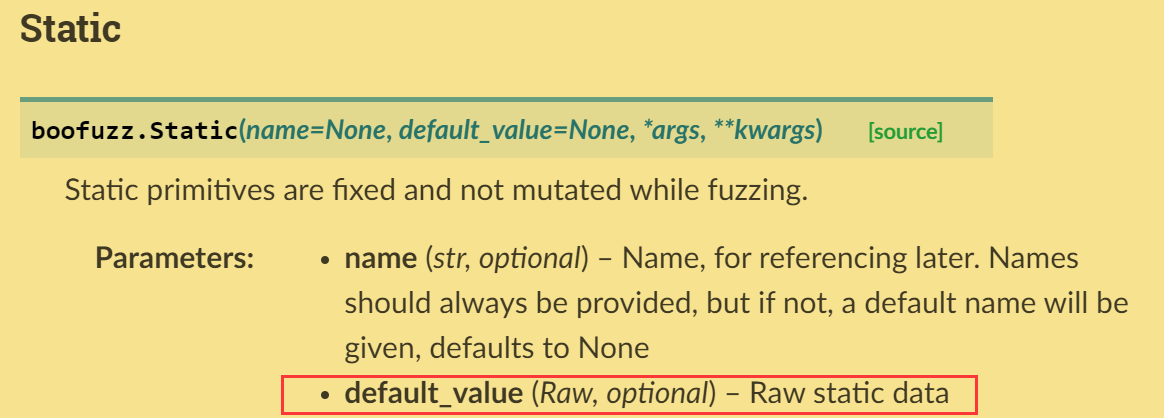 Static
boofuzz.Static(name=None, default_value=None, *args, **kwargs) [source]
Static primitives are fixed and not mutated while fuzzing.
Parameters: • name (str, optional) – Name, for referencing later. Names
should always be provided, but if not, a default name will be
given, defaults to None
• default_value (Raw, optional) – Raw static data